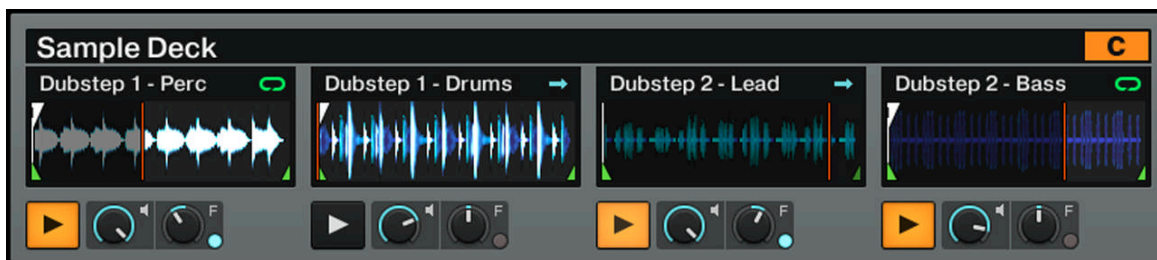 Sample Deck
C
Dubstep 1 - Perc
Dubstep 1 - Drums
Dubstep 2 - Lead
Dubstep 2 - Bass
F
F
F
F